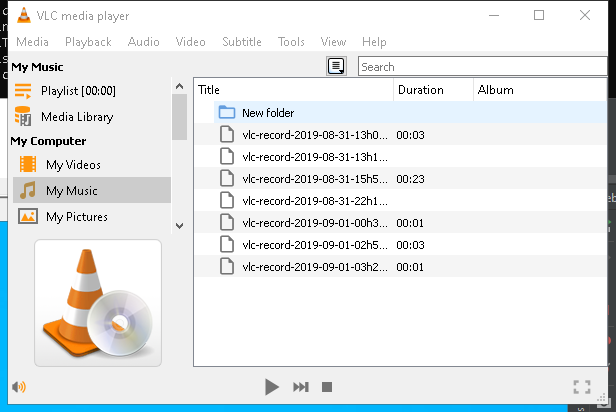 VLC media player
Media Playback Audio Video Subtitle Tools View Help
My Music
Playlist [00:00]
Media Library
My Computer
My Videos
My Music
My Pictures
Search
Title Duration Album
New folder
vlc-record-2019-08-31-13h0... 00:03
vlc-record-2019-08-31-13h1...
vlc-record-2019-08-31-15h5... 00:23
vlc-record-2019-08-31-22h1...
vlc-record-2019-09-01-00h3... 00:01
vlc-record-2019-09-01-02h5... 00:03
vlc-record-2019-09-01-03h2... 00:01